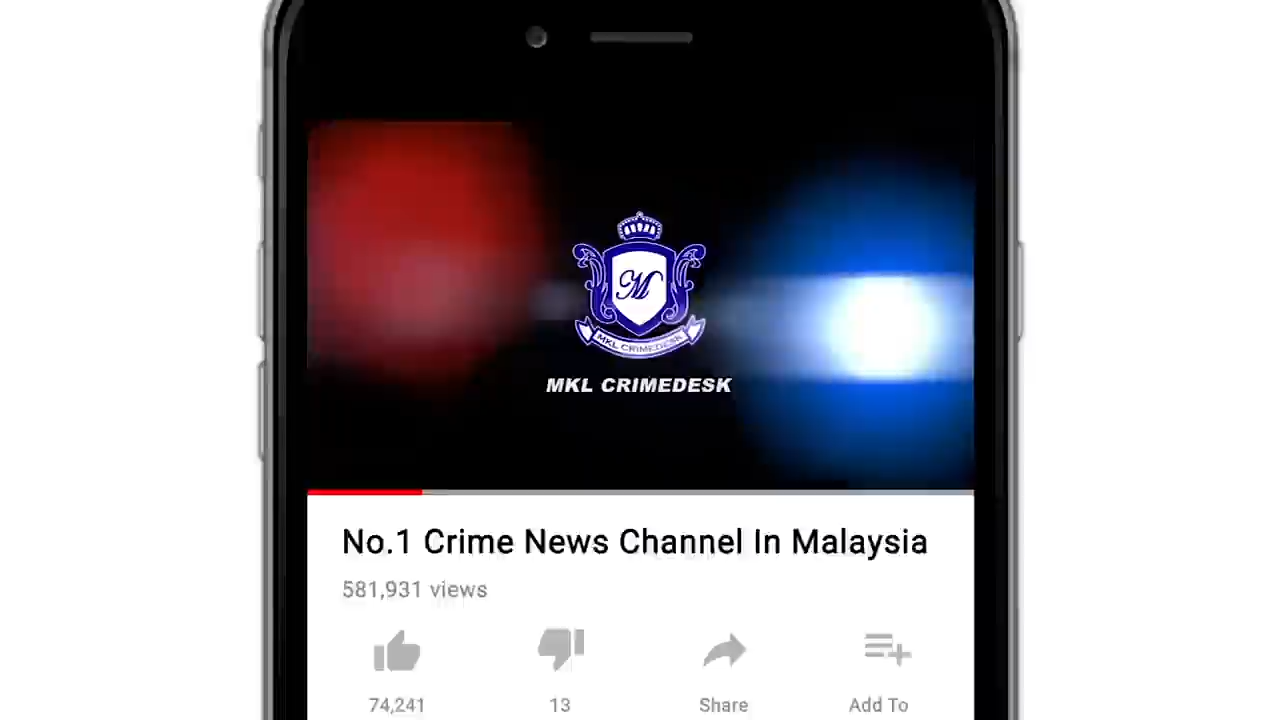 M
MKL CRIMEDESK
MKL CRIMEDESK
No.1 Crime News Channel In Malaysia
581,931 views
74,241
13
Share
Add To